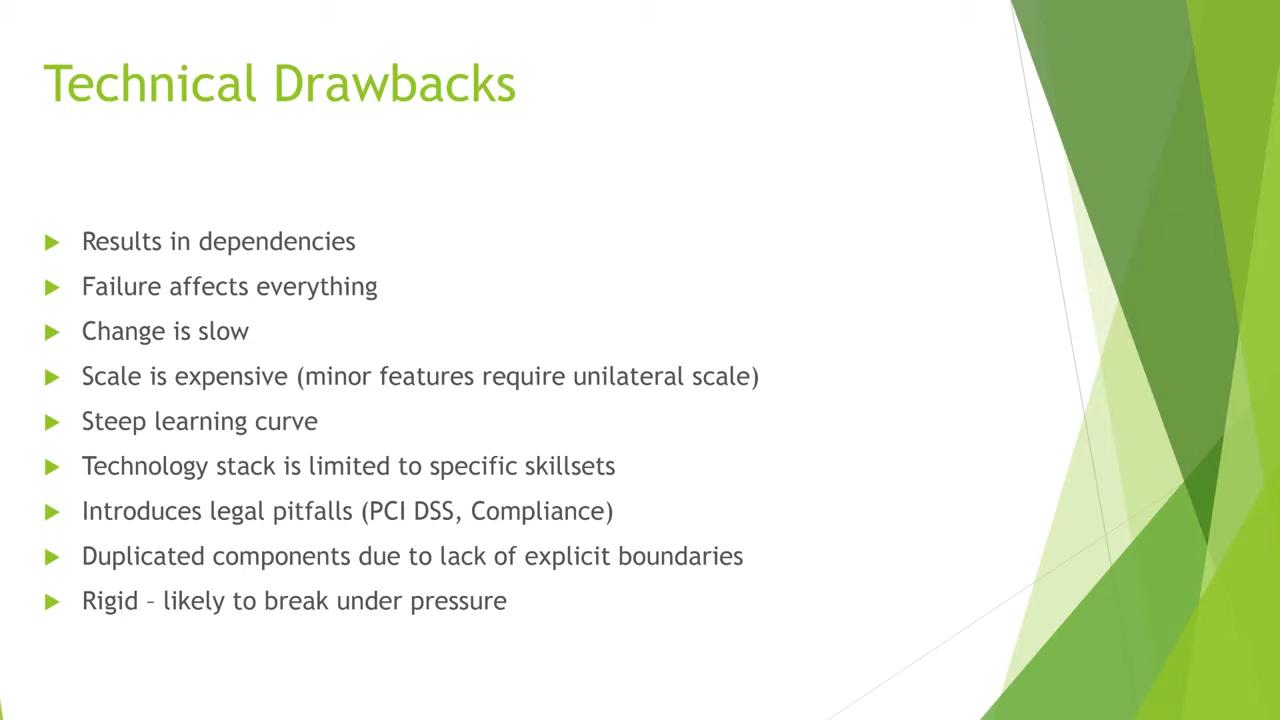 Technical Drawbacks
Results in dependencies
Failure affects everything
Change is slow
Scale is expensive (minor features require unilateral scale)
Steep learning curve
Technology stack is limited to specific skillsets
Introduces legal pitfalls (PCI DSS, Compliance)
Duplicated components due to lack of explicit boundaries
Rigid – likely to break under pressure